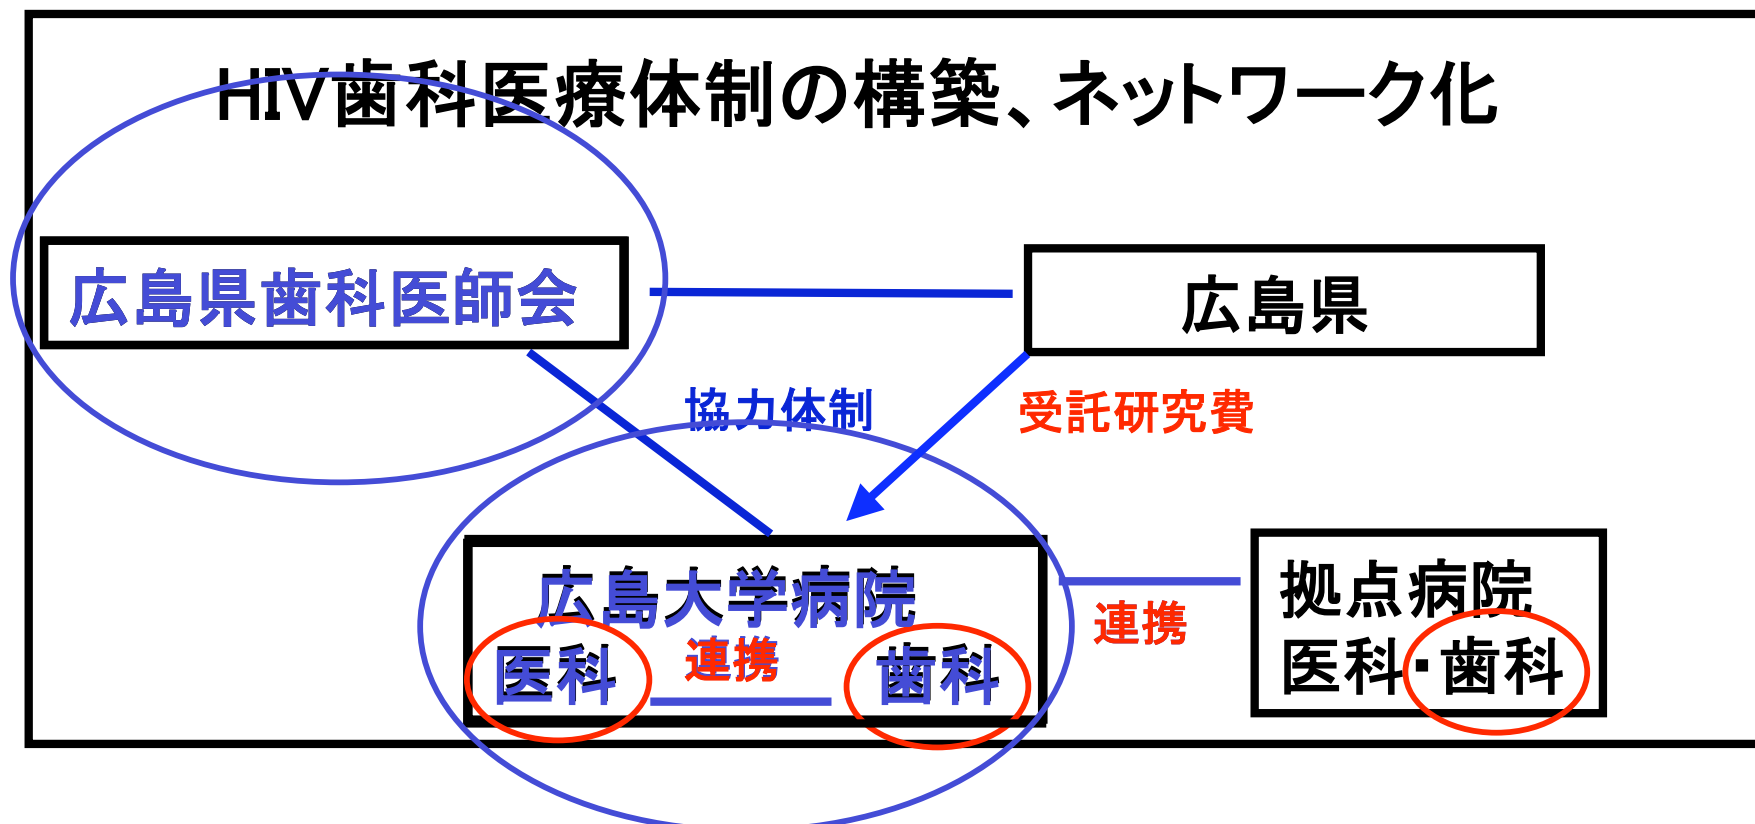 HIV歯科医療体制の構築、ネットワーク化
広島県歯科医師会
広島県
協力体制
受託研究費
広島大学病院
医科
連携
歯科
連携
拠点病院
医科・歯科